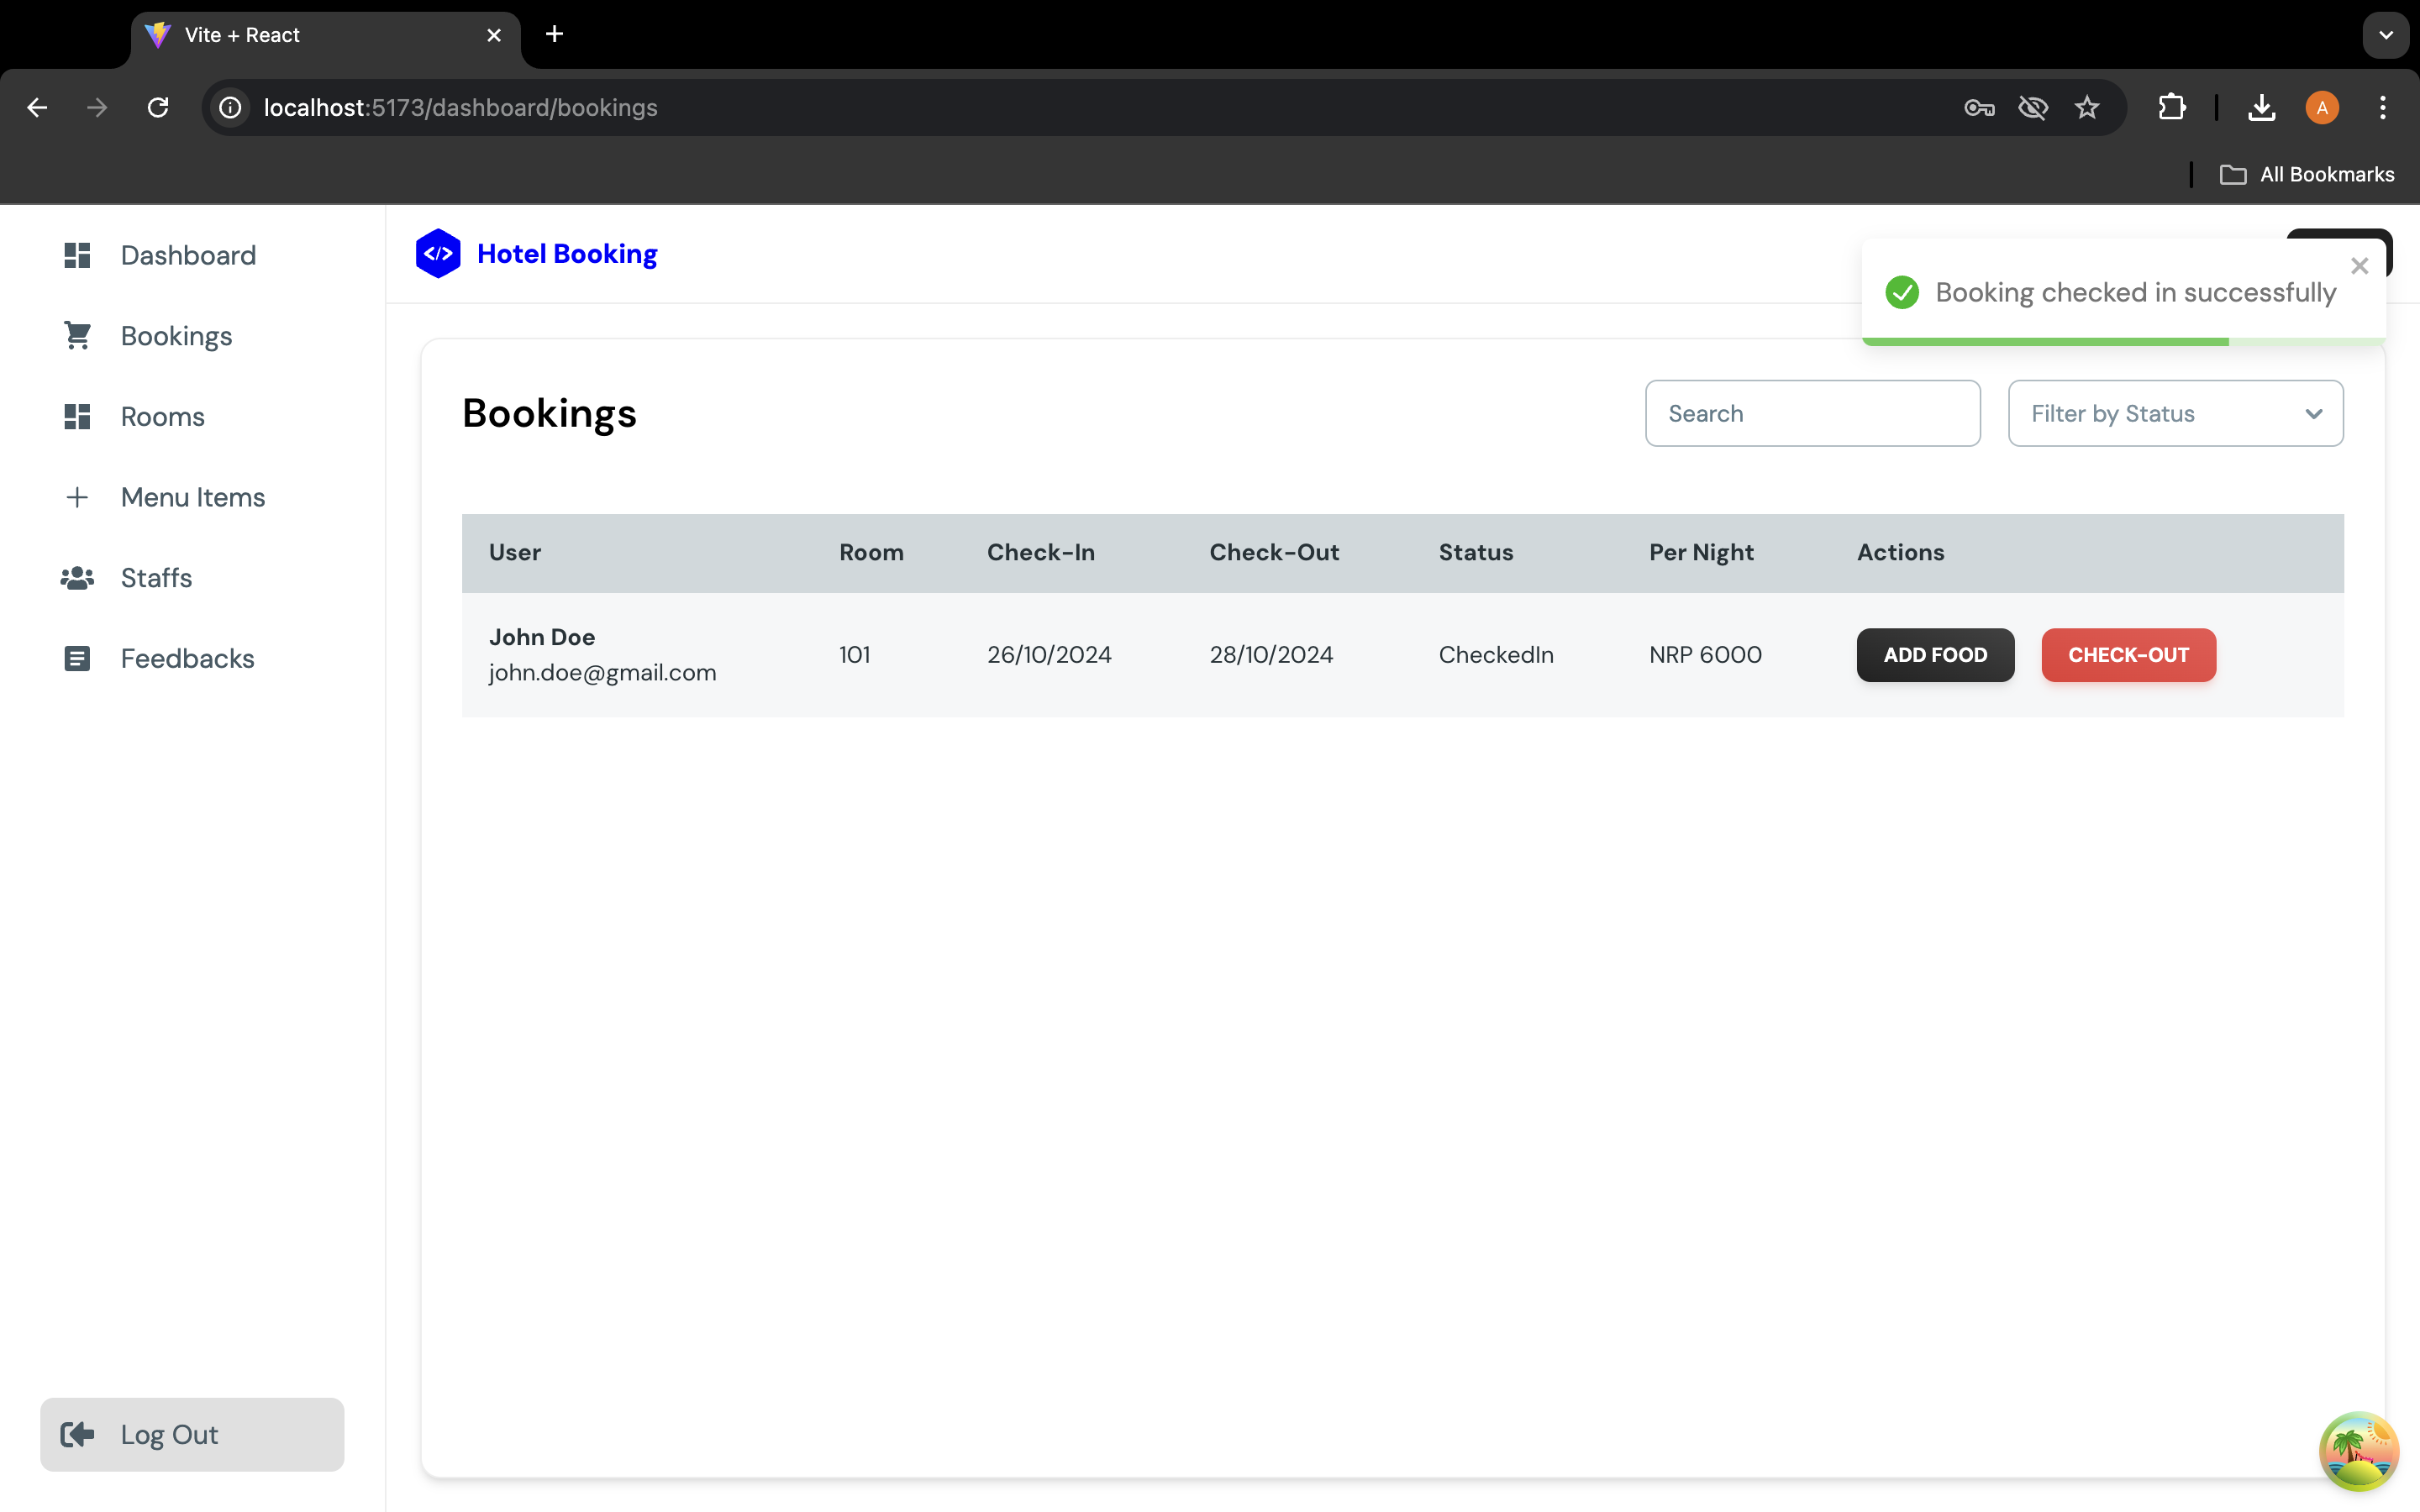 Vite + React
localhost:5173/dashboard/bookings
A
All Bookmarks
Dashboard
Bookings
Rooms
Menu Items
Staffs
Feedbacks
Log Out
</> Hotel Booking
Booking checked in successfully
Bookings
Search
Filter by Status
User Room Check-In Check-Out Status Per Night Actions
John Doe
john.doe@gmail.com
101 26/10/2024 28/10/2024 CheckedIn NRP 6000 ADD FOOD CHECK-OUT